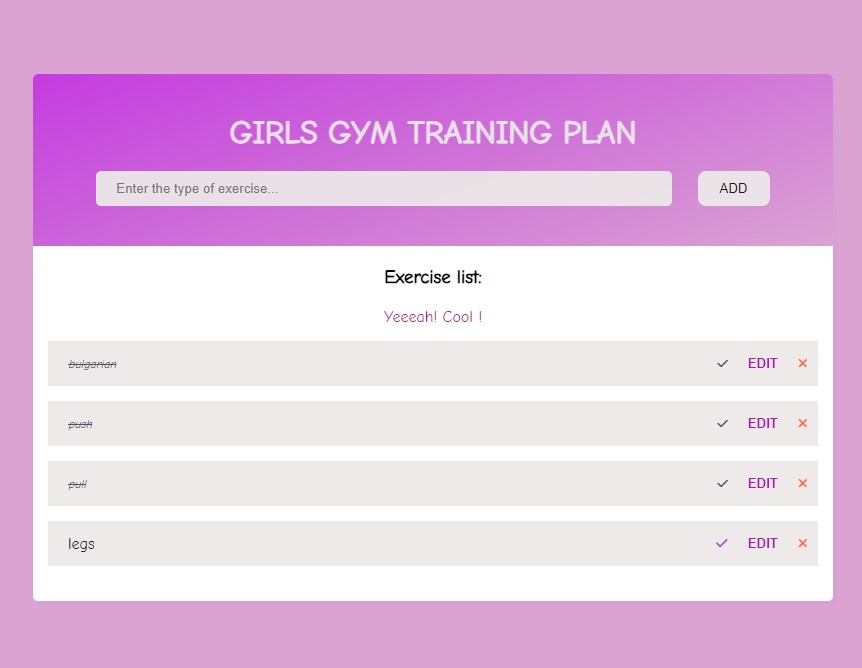 GIRLS GYM TRAINING PLAN
Enter the type of exercise... ADD
Exercise list:
Yeeeah! Cool !
bulgarian EDIT
push EDIT
pull EDIT
legs EDIT